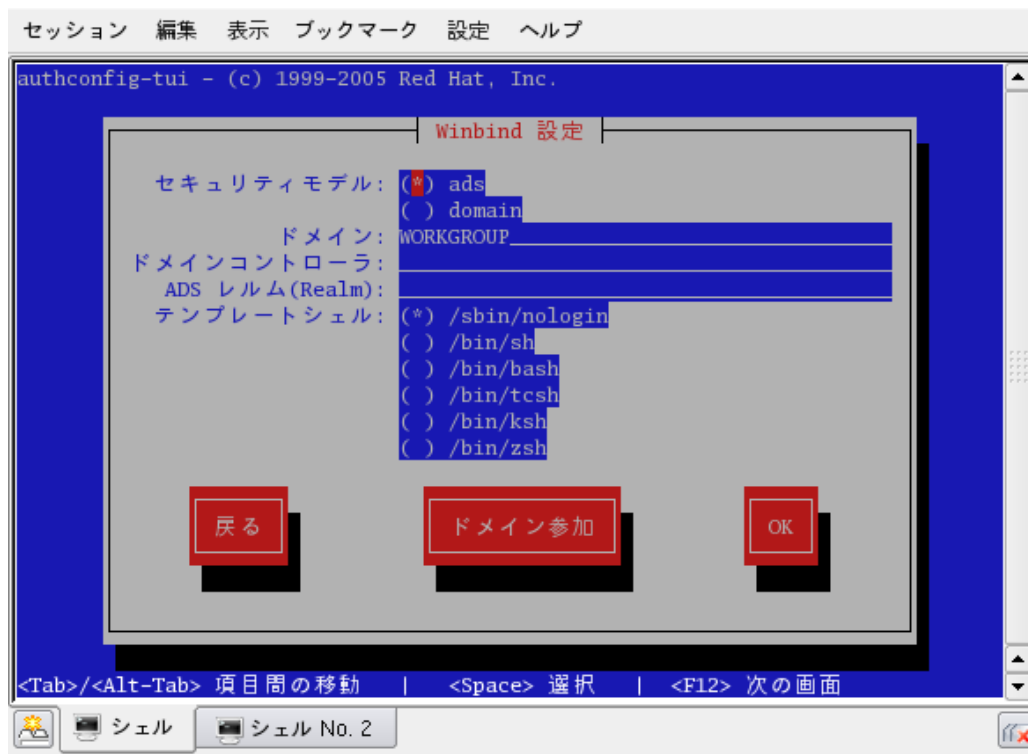 セッション 編集 表示 ブックマーク 設定 ヘルプ
authconfig-tui - (c) 1999-2005 Red Hat, Inc.
Winbind 設定
セキュリティモデル: (*) ads
( ) domain
ドメイン: WORKGROUP
ドメインコントローラ:
ADS レルム(Realm):
テンプレートシェル: (*) /sbin/nologin
( ) /bin/sh
( ) /bin/bash
( ) /bin/tcsh
( ) /bin/ksh
( ) /bin/zsh
戻る ドメイン参加 OK
<Tab>/<Alt-Tab> 項目間の移動 | <Space> 選択 | <F12> 次の画面
シェル シェル No. 2